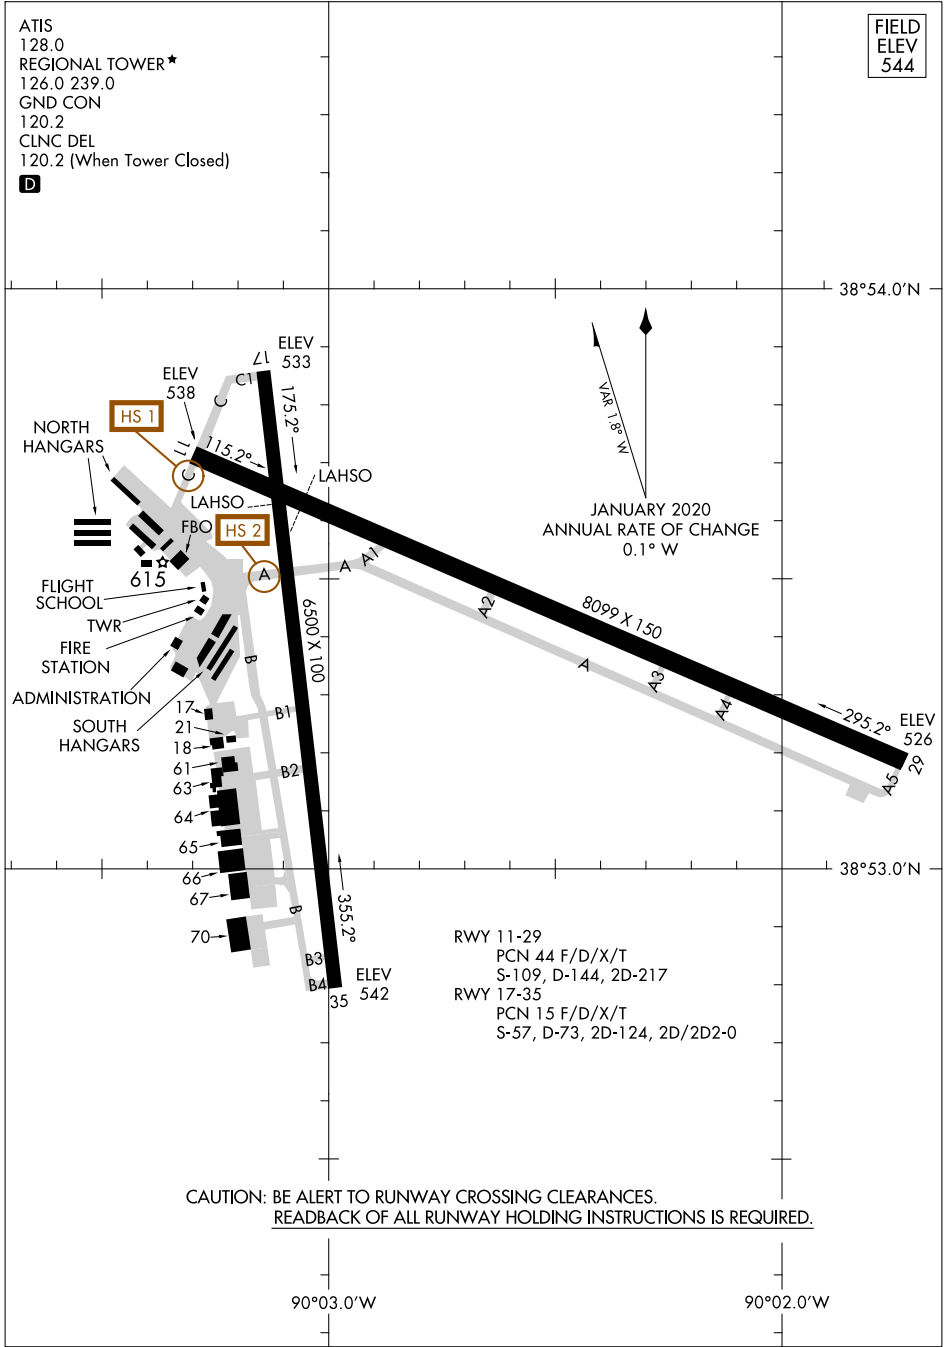 ATIS
128.0
REGIONAL TOWER★
126.0 239.0
GND CON
120.2
CLNC DEL
120.2 (When Tower Closed)
D
FIELD
ELEV
544
38°54.0'N
ELEV
533
17
C1
175.2°
ELEV
538
C
HS 1
11
115.2°
C
NORTH
HANGARS
LAHSO
LAHSO
VAR 1.8° W
JANUARY 2020
ANNUAL RATE OF CHANGE
0.1° W
FBO
HS 2
615
A
A
A1
FLIGHT
SCHOOL
TWR
FIRE
STATION
ADMINISTRATION
SOUTH
HANGARS
6500 X 100
8099 X 150
A2
A
A3
A4
295.2°
ELEV
526
29
A5
B
B1
B2
17
21
18
61
63
64
65
66
67
70
38°53.0'N
B
355.2°
B3
B4
35
ELEV
542
RWY 11-29
PCN 44 F/D/X/T
S-109, D-144, 2D-217
RWY 17-35
PCN 15 F/D/X/T
S-57, D-73, 2D-124, 2D/2D2-0
CAUTION: BE ALERT TO RUNWAY CROSSING CLEARANCES.
READBACK OF ALL RUNWAY HOLDING INSTRUCTIONS IS REQUIRED.
90°03.0'W
90°02.0'W